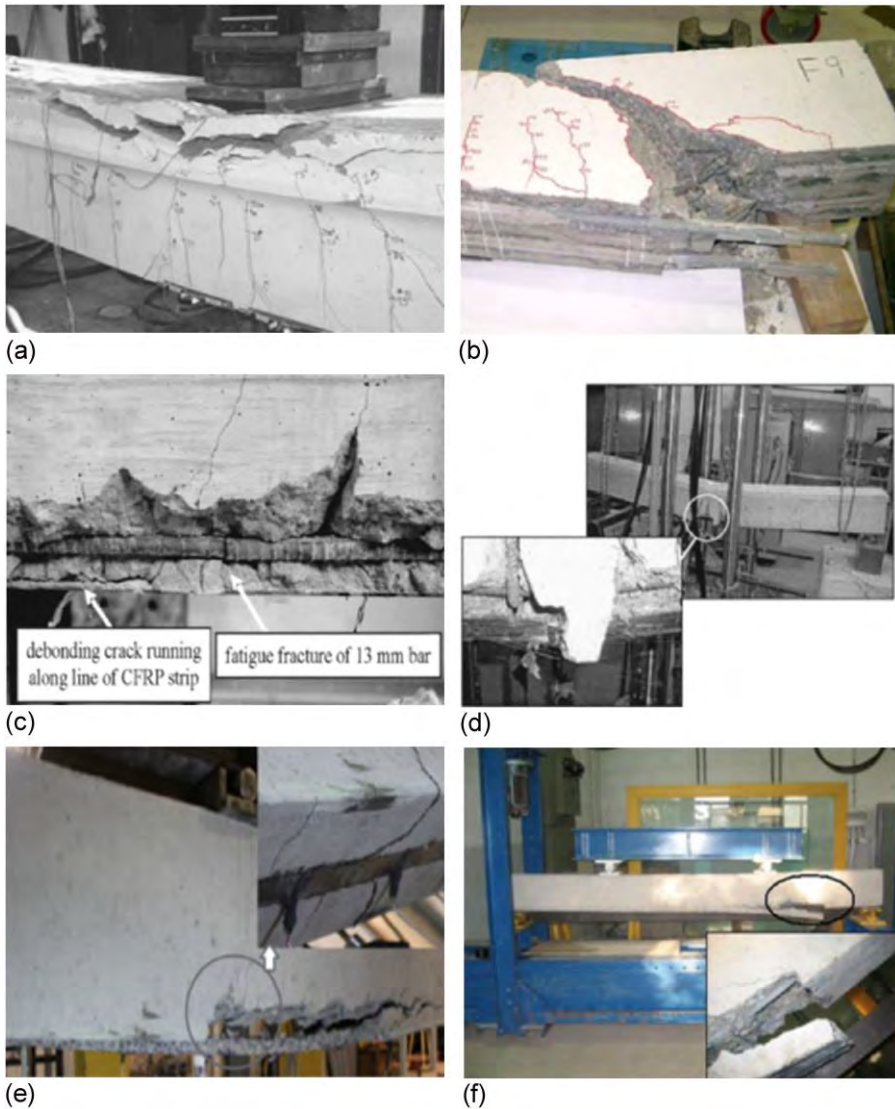 F9
(a)
(b)
debonding crack running
along line of CFRP strip
fatigue fracture of 13 mm bar
(c)
(d)
(e)
(f)